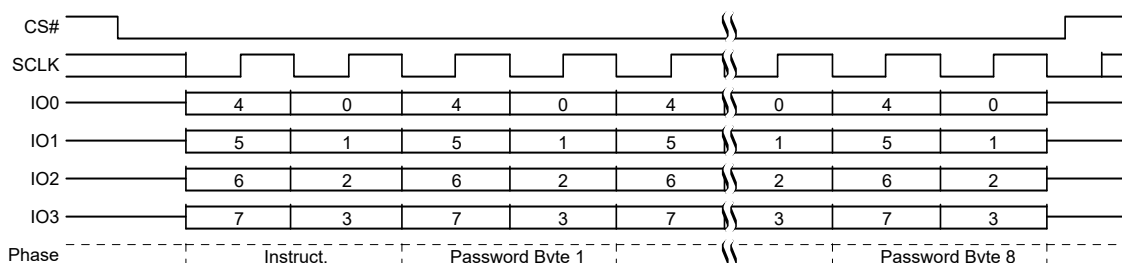 CS#
SCLK
IO0 4 0 4 0 4 0 4 0
IO1 5 1 5 1 5 1 5 1
IO2 6 2 6 2 6 2 6 2
IO3 7 3 7 3 7 3 7 3
Phase Instruct. Password Byte 1 Password Byte 8